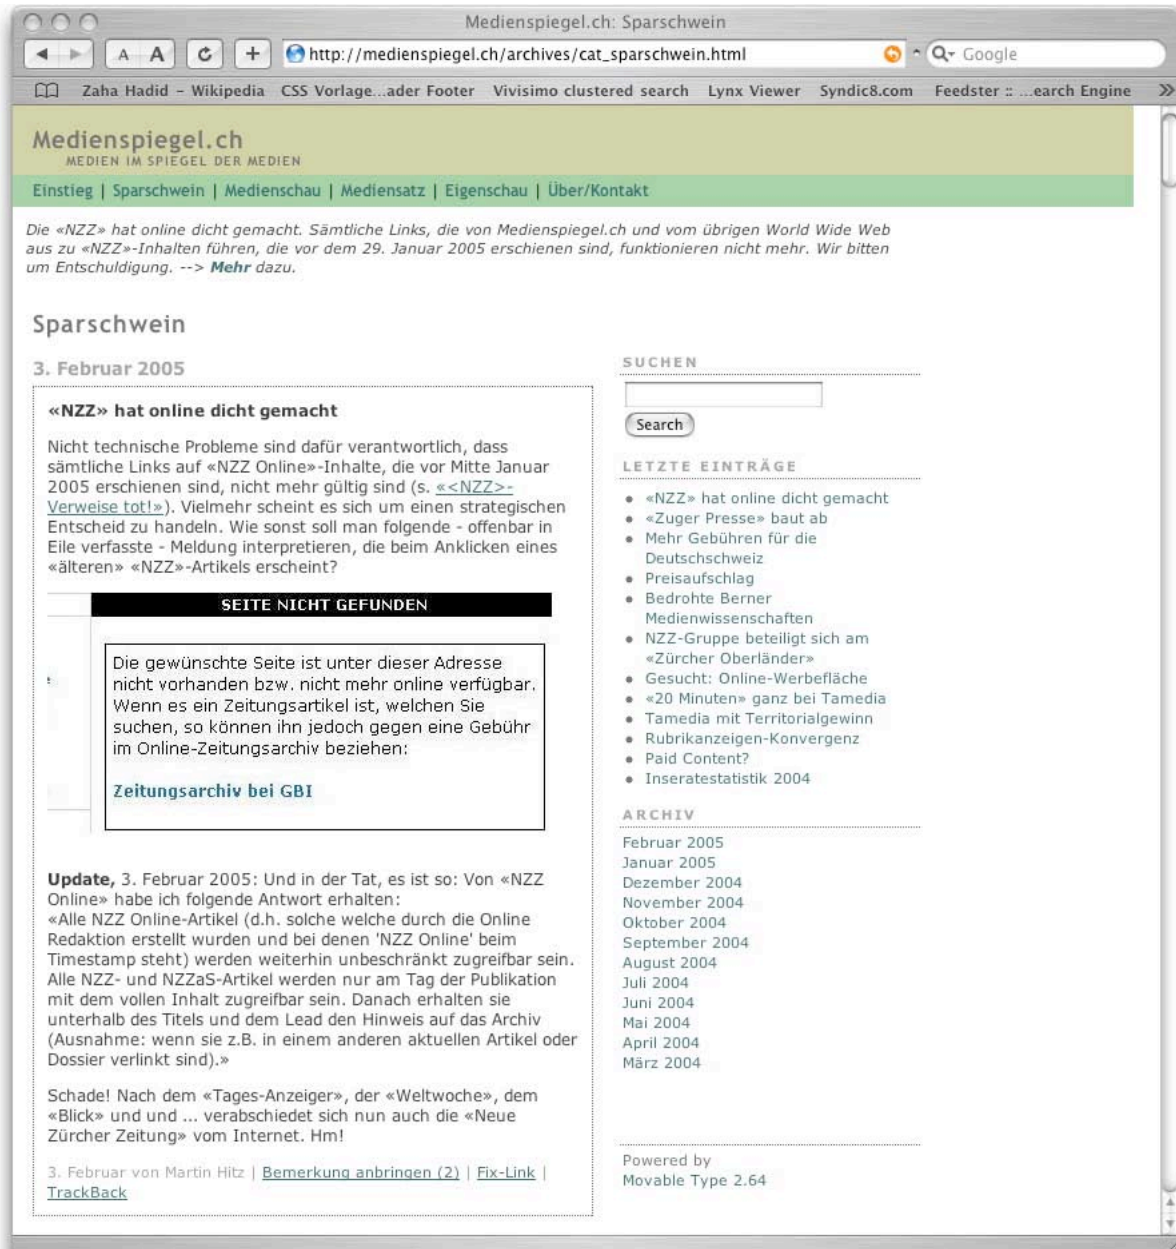 Medienspiegel.ch: Sparschwein
A A http://medienspiegel.ch/archives/cat_sparschwein.html Google
Zaha Hadid – Wikipedia CSS Vorlage...ader Footer Vivisimo clustered search Lynx Viewer Syndic8.com Feedster :: ...earch Engine
Medienspiegel.ch
MEDIEN IM SPIEGEL DER MEDIEN
Einstieg | Sparschwein | Medienschau | Mediensatz | Eigenschau | Über/Kontakt
Die «NZZ» hat online dicht gemacht. Sämtliche Links, die von Medienspiegel.ch und vom übrigen World Wide Web
aus zu «NZZ»-Inhalten führen, die vor dem 29. Januar 2005 erschienen sind, funktionieren nicht mehr. Wir bitten
um Entschuldigung. --> Mehr dazu.
Sparschwein
3. Februar 2005
«NZZ» hat online dicht gemacht
Nicht technische Probleme sind dafür verantwortlich, dass
sämtliche Links auf «NZZ Online»-Inhalte, die vor Mitte Januar
2005 erschienen sind, nicht mehr gültig sind (s. «<NZZ>-
Verweise tot!»). Vielmehr scheint es sich um einen strategischen
Entscheid zu handeln. Wie sonst soll man folgende - offenbar in
Eile verfasste - Meldung interpretieren, die beim Anklicken eines
«älteren» «NZZ»-Artikels erscheint?
SEITE NICHT GEFUNDEN
Die gewünschte Seite ist unter dieser Adresse
nicht vorhanden bzw. nicht mehr online verfügbar.
Wenn es ein Zeitungsartikel ist, welchen Sie
suchen, so können ihn jedoch gegen eine Gebühr
im Online-Zeitungsarchiv beziehen:
Zeitungsarchiv bei GBI
Update, 3. Februar 2005: Und in der Tat, es ist so: Von «NZZ
Online» habe ich folgende Antwort erhalten:
«Alle NZZ Online-Artikel (d.h. solche welche durch die Online
Redaktion erstellt wurden und bei denen 'NZZ Online' beim
Timestamp steht) werden weiterhin unbeschränkt zugreifbar sein.
Alle NZZ- und NZZaS-Artikel werden nur am Tag der Publikation
mit dem vollen Inhalt zugreifbar sein. Danach erhalten sie
unterhalb des Titels und dem Lead den Hinweis auf das Archiv
(Ausnahme: wenn sie z.B. in einem anderen aktuellen Artikel oder
Dossier verlinkt sind).»
Schade! Nach dem «Tages-Anzeiger», der «Weltwoche», dem
«Blick» und und ... verabschiedet sich nun auch die «Neue
Zürcher Zeitung» vom Internet. Hm!
3. Februar von Martin Hitz | Bemerkung anbringen (2) | Fix-Link |
TrackBack
SUCHEN
Search
LETZTE EINTRÄGE
«NZZ» hat online dicht gemacht
«Zuger Presse» baut ab
Mehr Gebühren für die
Deutschschweiz
Preisaufschlag
Bedrohte Berner
Medienwissenschaften
NZZ-Gruppe beteiligt sich am
«Zürcher Oberländer»
Gesucht: Online-Werbefläche
«20 Minuten» ganz bei Tamedia
Tamedia mit Territorialgewinn
Rubrikanzeigen-Konvergenz
Paid Content?
Inseratestatistik 2004
ARCHIV
Februar 2005
Januar 2005
Dezember 2004
November 2004
Oktober 2004
September 2004
August 2004
Juli 2004
Juni 2004
Mai 2004
April 2004
März 2004
Powered by
Movable Type 2.64